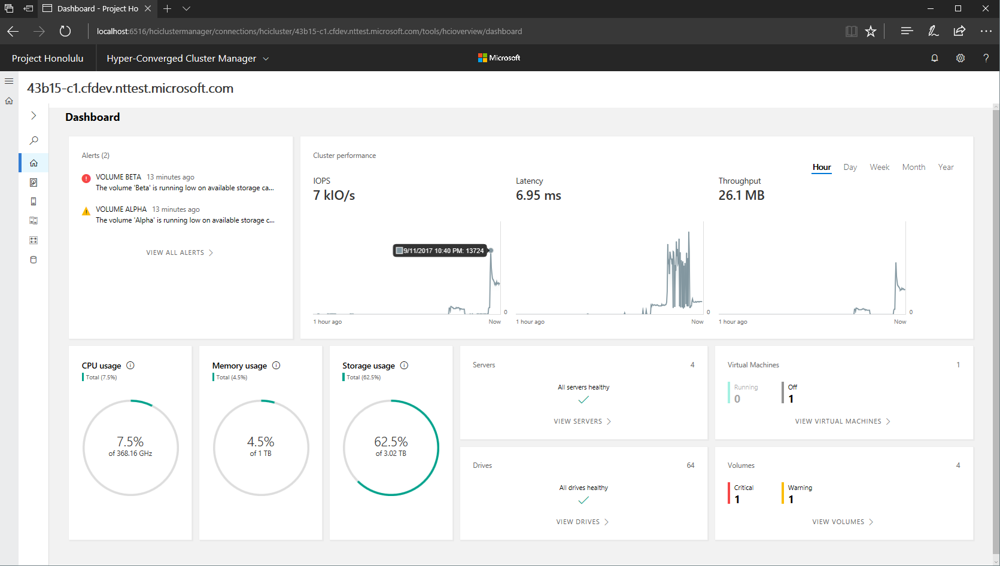 Dashboard - Project Ho
localhost:6516/hciclustermanager/connections/hcicluster/43b15-c1.cfdev.nttest.microsoft.com/tools/hcioverview/dashboard
Project Honolulu
Hyper-Converged Cluster Manager
Microsoft
?
43b15-c1.cfdev.nttest.microsoft.com
Dashboard
Alerts (2)
VOLUME BETA 13 minutes ago
The volume 'Beta' is running low on available storage ca...
VOLUME ALPHA 13 minutes ago
The volume 'Alpha' is running low on available storage c...
VIEW ALL ALERTS
Cluster performance
Hour Day Week Month Year
IOPS
7 kIO/s
9/11/2017 10:40 PM: 13724
0
1 hour ago Now
Latency
6.95 ms
0
1 hour ago Now
Throughput
26.1 MB
0
1 hour ago Now
CPU usage
Total (7.5%)
7.5%
of 368.16 GHz
Memory usage
Total (4.5%)
4.5%
of 1 TB
Storage usage
Total (62.5%)
62.5%
of 3.02 TB
Servers 4
All servers healthy
VIEW SERVERS
Virtual Machines 1
Running Off
0 1
VIEW VIRTUAL MACHINES
Drives 64
All drives healthy
VIEW DRIVES
Volumes 4
Critical Warning
1 1
VIEW VOLUMES